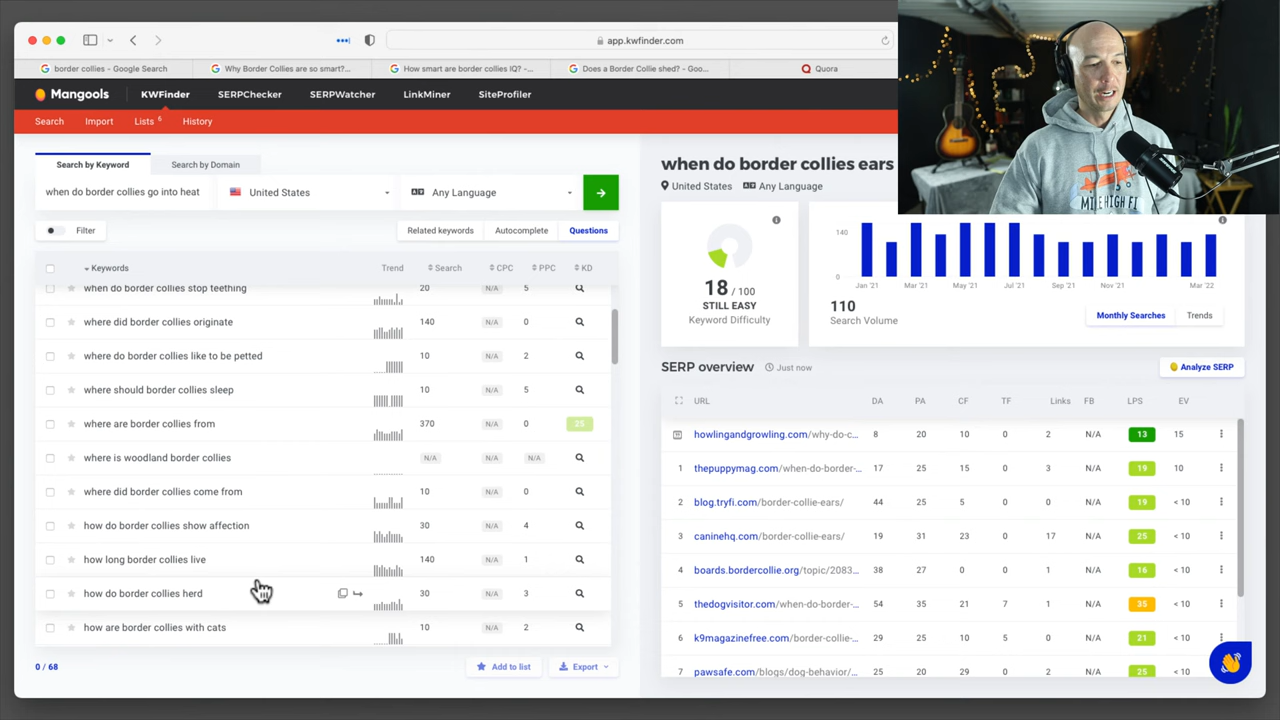 app.kwfinder.com
border collies - Google Search
Why Border Collies are so smart?...
How smart are border collies IQ? -...
Does a Border Collie shed? - Goo...
Quora
Mangools
KWFinder
SERPChecker
SERPWatcher
LinkMiner
SiteProfiler
Search
Import
Lists 6
History
Search by Keyword
Search by Domain
when do border collies go into heat
United States
Any Language
Filter
Related keywords
Autocomplete
Questions
Keywords Trend Search CPC PPC KD
when do border collies stop teething 20 N/A 5
where did border collies originate 140 N/A 0
where do border collies like to be petted 10 N/A 2
where should border collies sleep 10 N/A 5
where are border collies from 370 N/A 0 25
where is woodland border collies N/A N/A N/A
where did border collies come from 10 N/A 0
how do border collies show affection 30 N/A 4
how long border collies live 140 N/A 1
how do border collies herd 30 N/A 3
how are border collies with cats 10 N/A 2
0 / 68
Add to list
Export
when do border collies ears
United States Any Language
18 / 100
STILL EASY
Keyword Difficulty
140
0
Jan '21 Mar '21 May '21 Jul '21 Sep '21 Nov '21 Mar '22
110
Search Volume
Monthly Searches
Trends
SERP overview
Just now
Analyze SERP
URL DA PA CF TF Links FB LPS EV
howlingandgrowling.com/why-do-c... 8 20 10 0 2 N/A 13 15
1 thepuppymag.com/when-do-border-... 17 25 15 0 3 N/A 19 10
2 blog.tryfi.com/border-collie-ears/ 44 25 5 0 0 N/A 19 < 10
3 caninehq.com/border-collie-ears/ 19 31 23 0 17 N/A 25 < 10
4 boards.bordercollie.org/topic/2083... 38 27 0 0 1 N/A 16 < 10
5 thedogvisitor.com/when-do-border-... 54 35 21 7 1 N/A 35 < 10
6 k9magazinefree.com/border-collie-... 29 25 10 5 0 N/A 21 < 10
7 pawsafe.com/blogs/dog-behavior/... 25 20 29 0 0 N/A 25 < 10